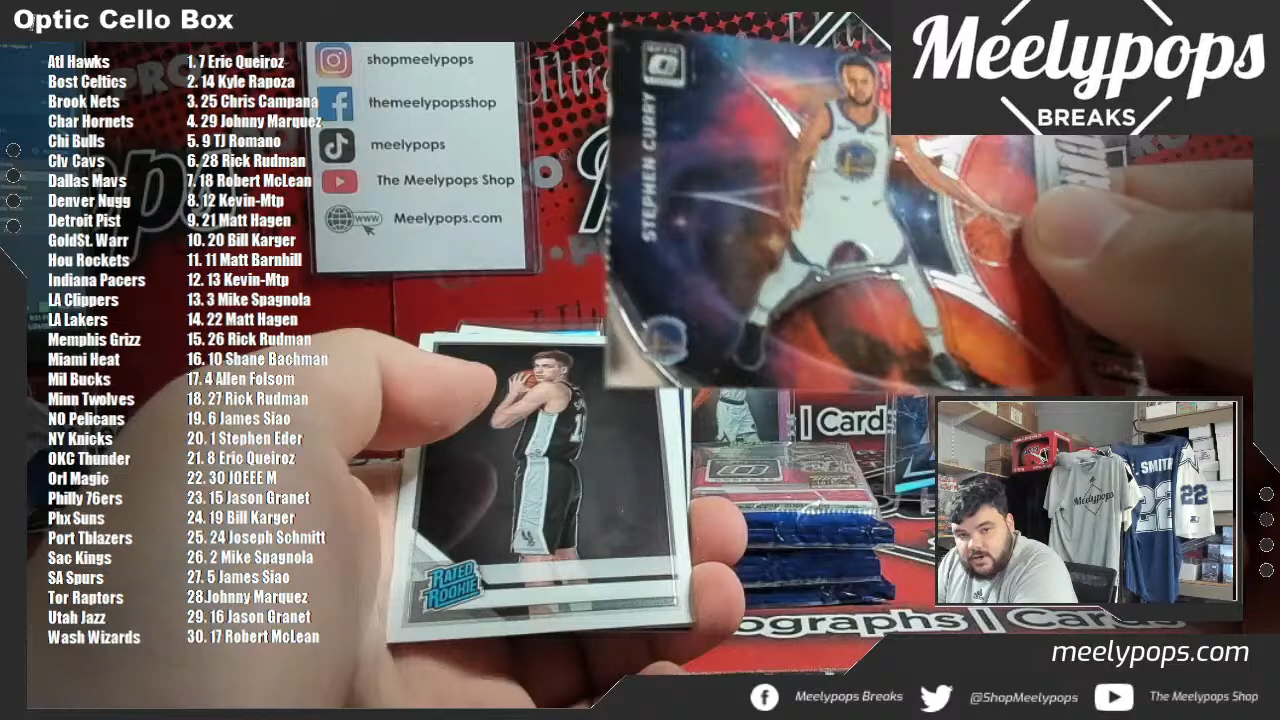 Optic Cello Box
Atl Hawks 1. 7 Eric Queiroz
Bost Celtics 2. 14 Kyle Rapoza
Brook Nets 3. 25 Chris Campana
Char Hornets 4. 29 Johnny Marquez
Chi Bulls 5. 9 TJ Romano
Clv Cavs 6. 28 Rick Rudman
Dallas Mavs 7. 18 Robert McLean
Denver Nugg 8. 12 Kevin-Mtp
Detroit Pist 9. 21 Matt Hagen
GoldSt. Warr 10. 20 Bill Karger
Hou Rockets 11. 11 Matt Barnhill
Indiana Pacers 12. 13 Kevin-Mtp
LA Clippers 13. 3 Mike Spagnola
LA Lakers 14. 22 Matt Hagen
Memphis Grizz 15. 26 Rick Rudman
Miami Heat 16. 10 Shane Bachman
Mil Bucks 17. 4 Allen Folsom
Minn Twolves 18. 27 Rick Rudman
NO Pelicans 19. 6 James Siao
NY Knicks 20. 1 Stephen Eder
OKC Thunder 21. 8 Eric Queiroz
Orl Magic 22. 30 JOEEE M
Philly 76ers 23. 15 Jason Granet
Phx Suns 24. 19 Bill Karger
Port Tblazers 25. 24 Joseph Schmitt
Sac Kings 26. 2 Mike Spagnola
SA Spurs 27. 5 James Siao
Tor Raptors 28.Johnny Marquez
Utah Jazz 29. 16 Jason Granet
Wash Wizards 30. 17 Robert McLean
shopmeelypops
themeelypopsshop
meelypops
The Meelypops Shop
www Meelypops.com
OPTIC
STEPHEN CURRY
RATED
ROOKIE
Meelypops
BREAKS
| Card
ographs | Cards
Meelypops
SMITH
22
22
meelypops.com
Meelypops Breaks
@ShopMeelypops
The Meelypops Shop